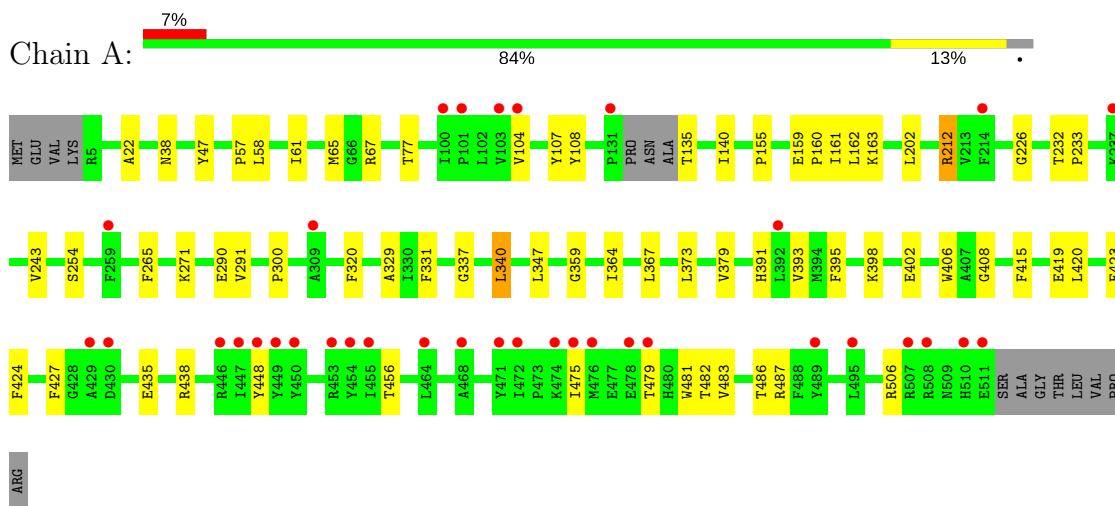 7%
Chain A:
84% 13% •
MET GLU VAL LYS R5 A22 N38 Y47 P57 L58 I61 M65 G66 R67 T77 I100 P101 L102 V103 V104 Y107 Y108 P131 PRO ASN ALA T135 I140 P155 E159 P160 I161 L162 K163 L202 R212 V213 F214 G226 T232 P233 K237
V243 S254 F259 F265 K271 E290 V291 P300 A309 F320 A329 I330 F331 G337 L340 L347 G359 I364 L367 L373 V379 H391 L392 V393 M394 F395 K398 E402 W406 A407 G408 F415 E419 L420
F424 F427 G428 A429 D430 E435 R438 R446 I447 Y448 Y449 Y450 R453 Y454 I455 T456 L464 A468 Y471 I472 P473 K474 I475 M476 E477 E478 T479 H480 W481 T482 V483 T486 R487 F488 Y489 L495 R506 R507 R508 N509 H510 E511 SER ALA GLY THR LEU VAL PRO
ARG